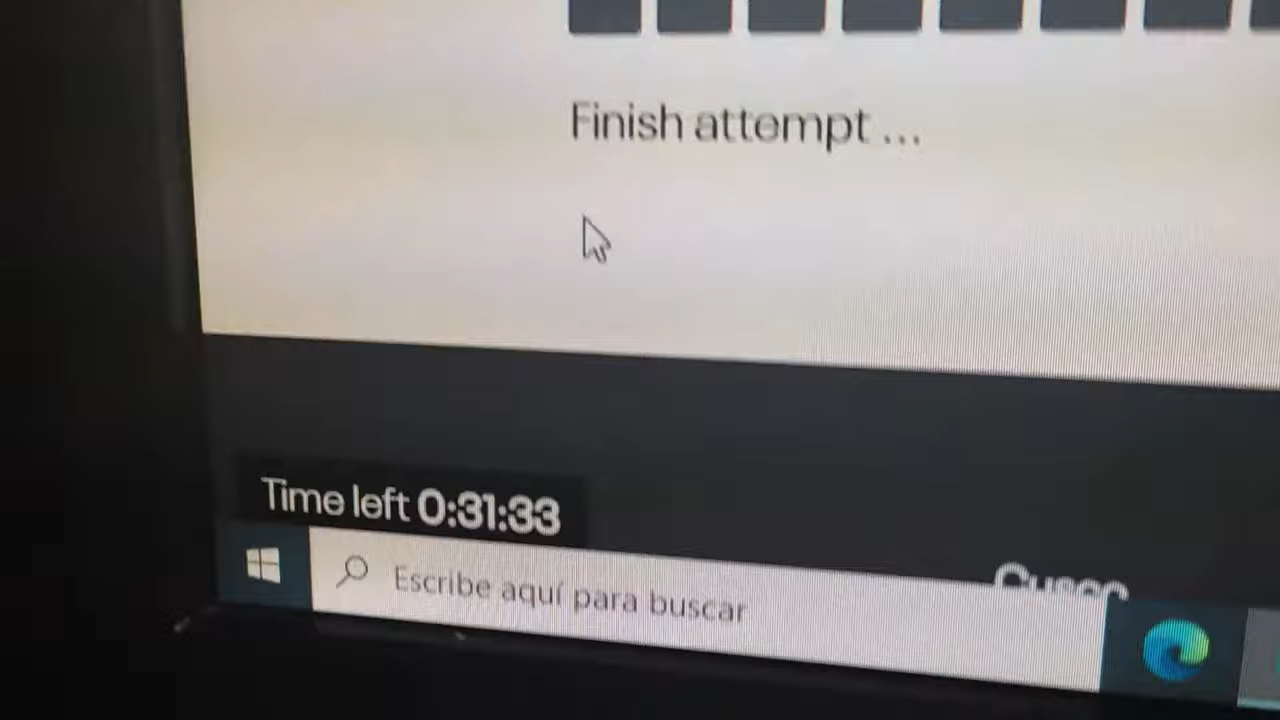 Finish attempt ...
Time left 0:31:33
Escribe aquí para buscar